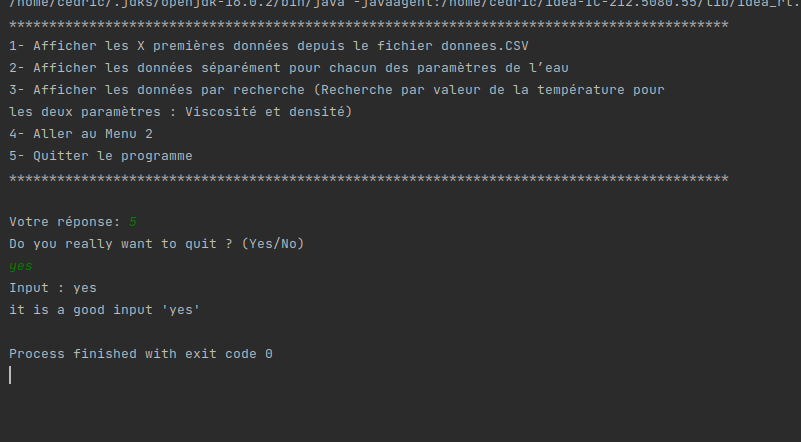 /home/cedric/.jdks/openjdk-18.0.2/bin/java -javaagent:/home/cedric/idea-IC-212.5080.55/lib/idea_rt.
******************************************************************************************
1- Afficher les X premières données depuis le fichier donnees.CSV
2- Afficher les données séparément pour chacun des paramètres de l’eau
3- Afficher les données par recherche (Recherche par valeur de la température pour
les deux paramètres : Viscosité et densité)
4- Aller au Menu 2
5- Quitter le programme
******************************************************************************************
Votre réponse: 5
Do you really want to quit ? (Yes/No)
yes
Input : yes
it is a good input 'yes'
Process finished with exit code 0